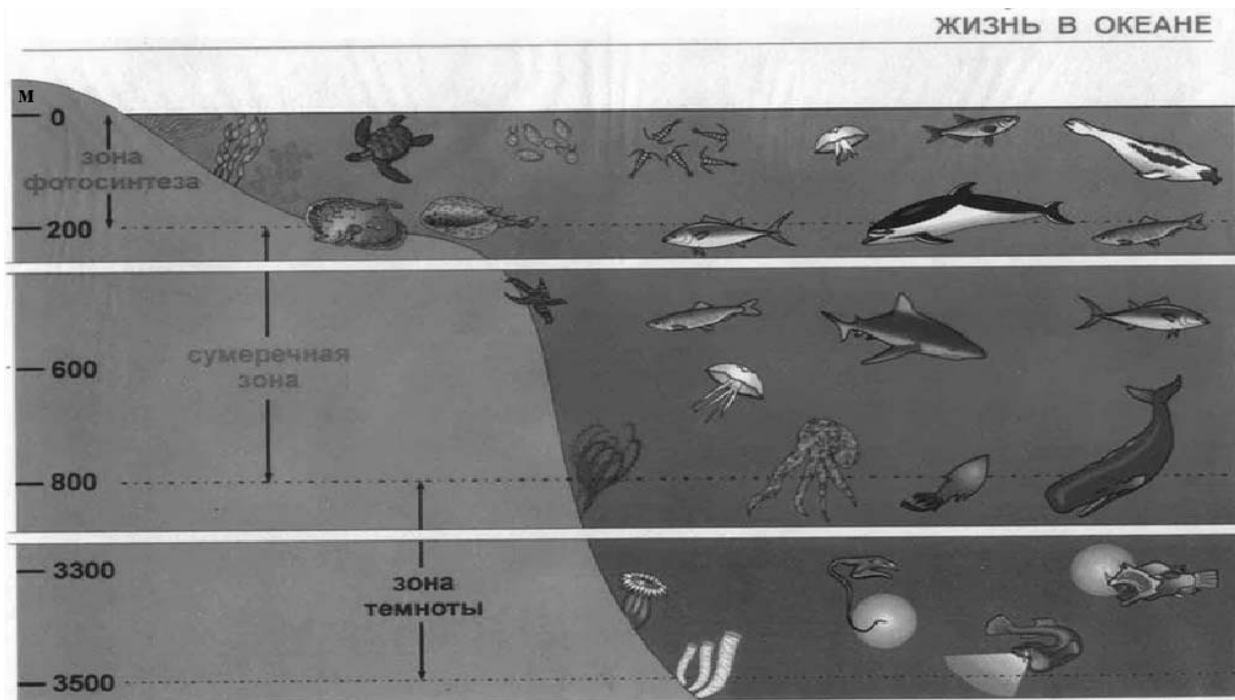 ЖИЗНЬ В ОКЕАНЕ
м
0
зона
фотосинтеза
200
сумеречная
зона
600
800
3300
зона
темноты
3500